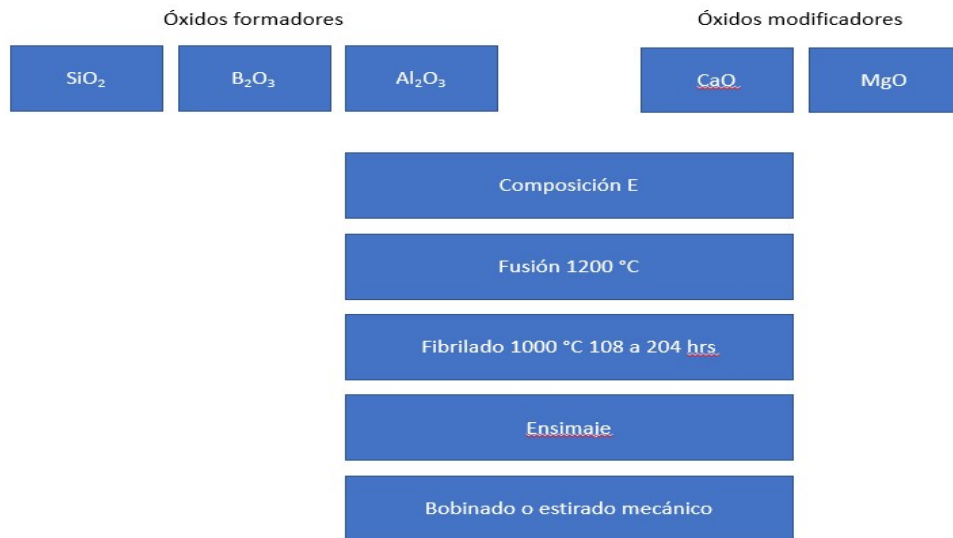 Óxidos formadores
Óxidos modificadores
SiO₂
B₂O₃
Al₂O₃
CaO
MgO
Composición E
Fusión 1200 °C
Fibrilado 1000 °C 108 a 204 hrs
Ensimaje
Bobinado o estirado mecánico